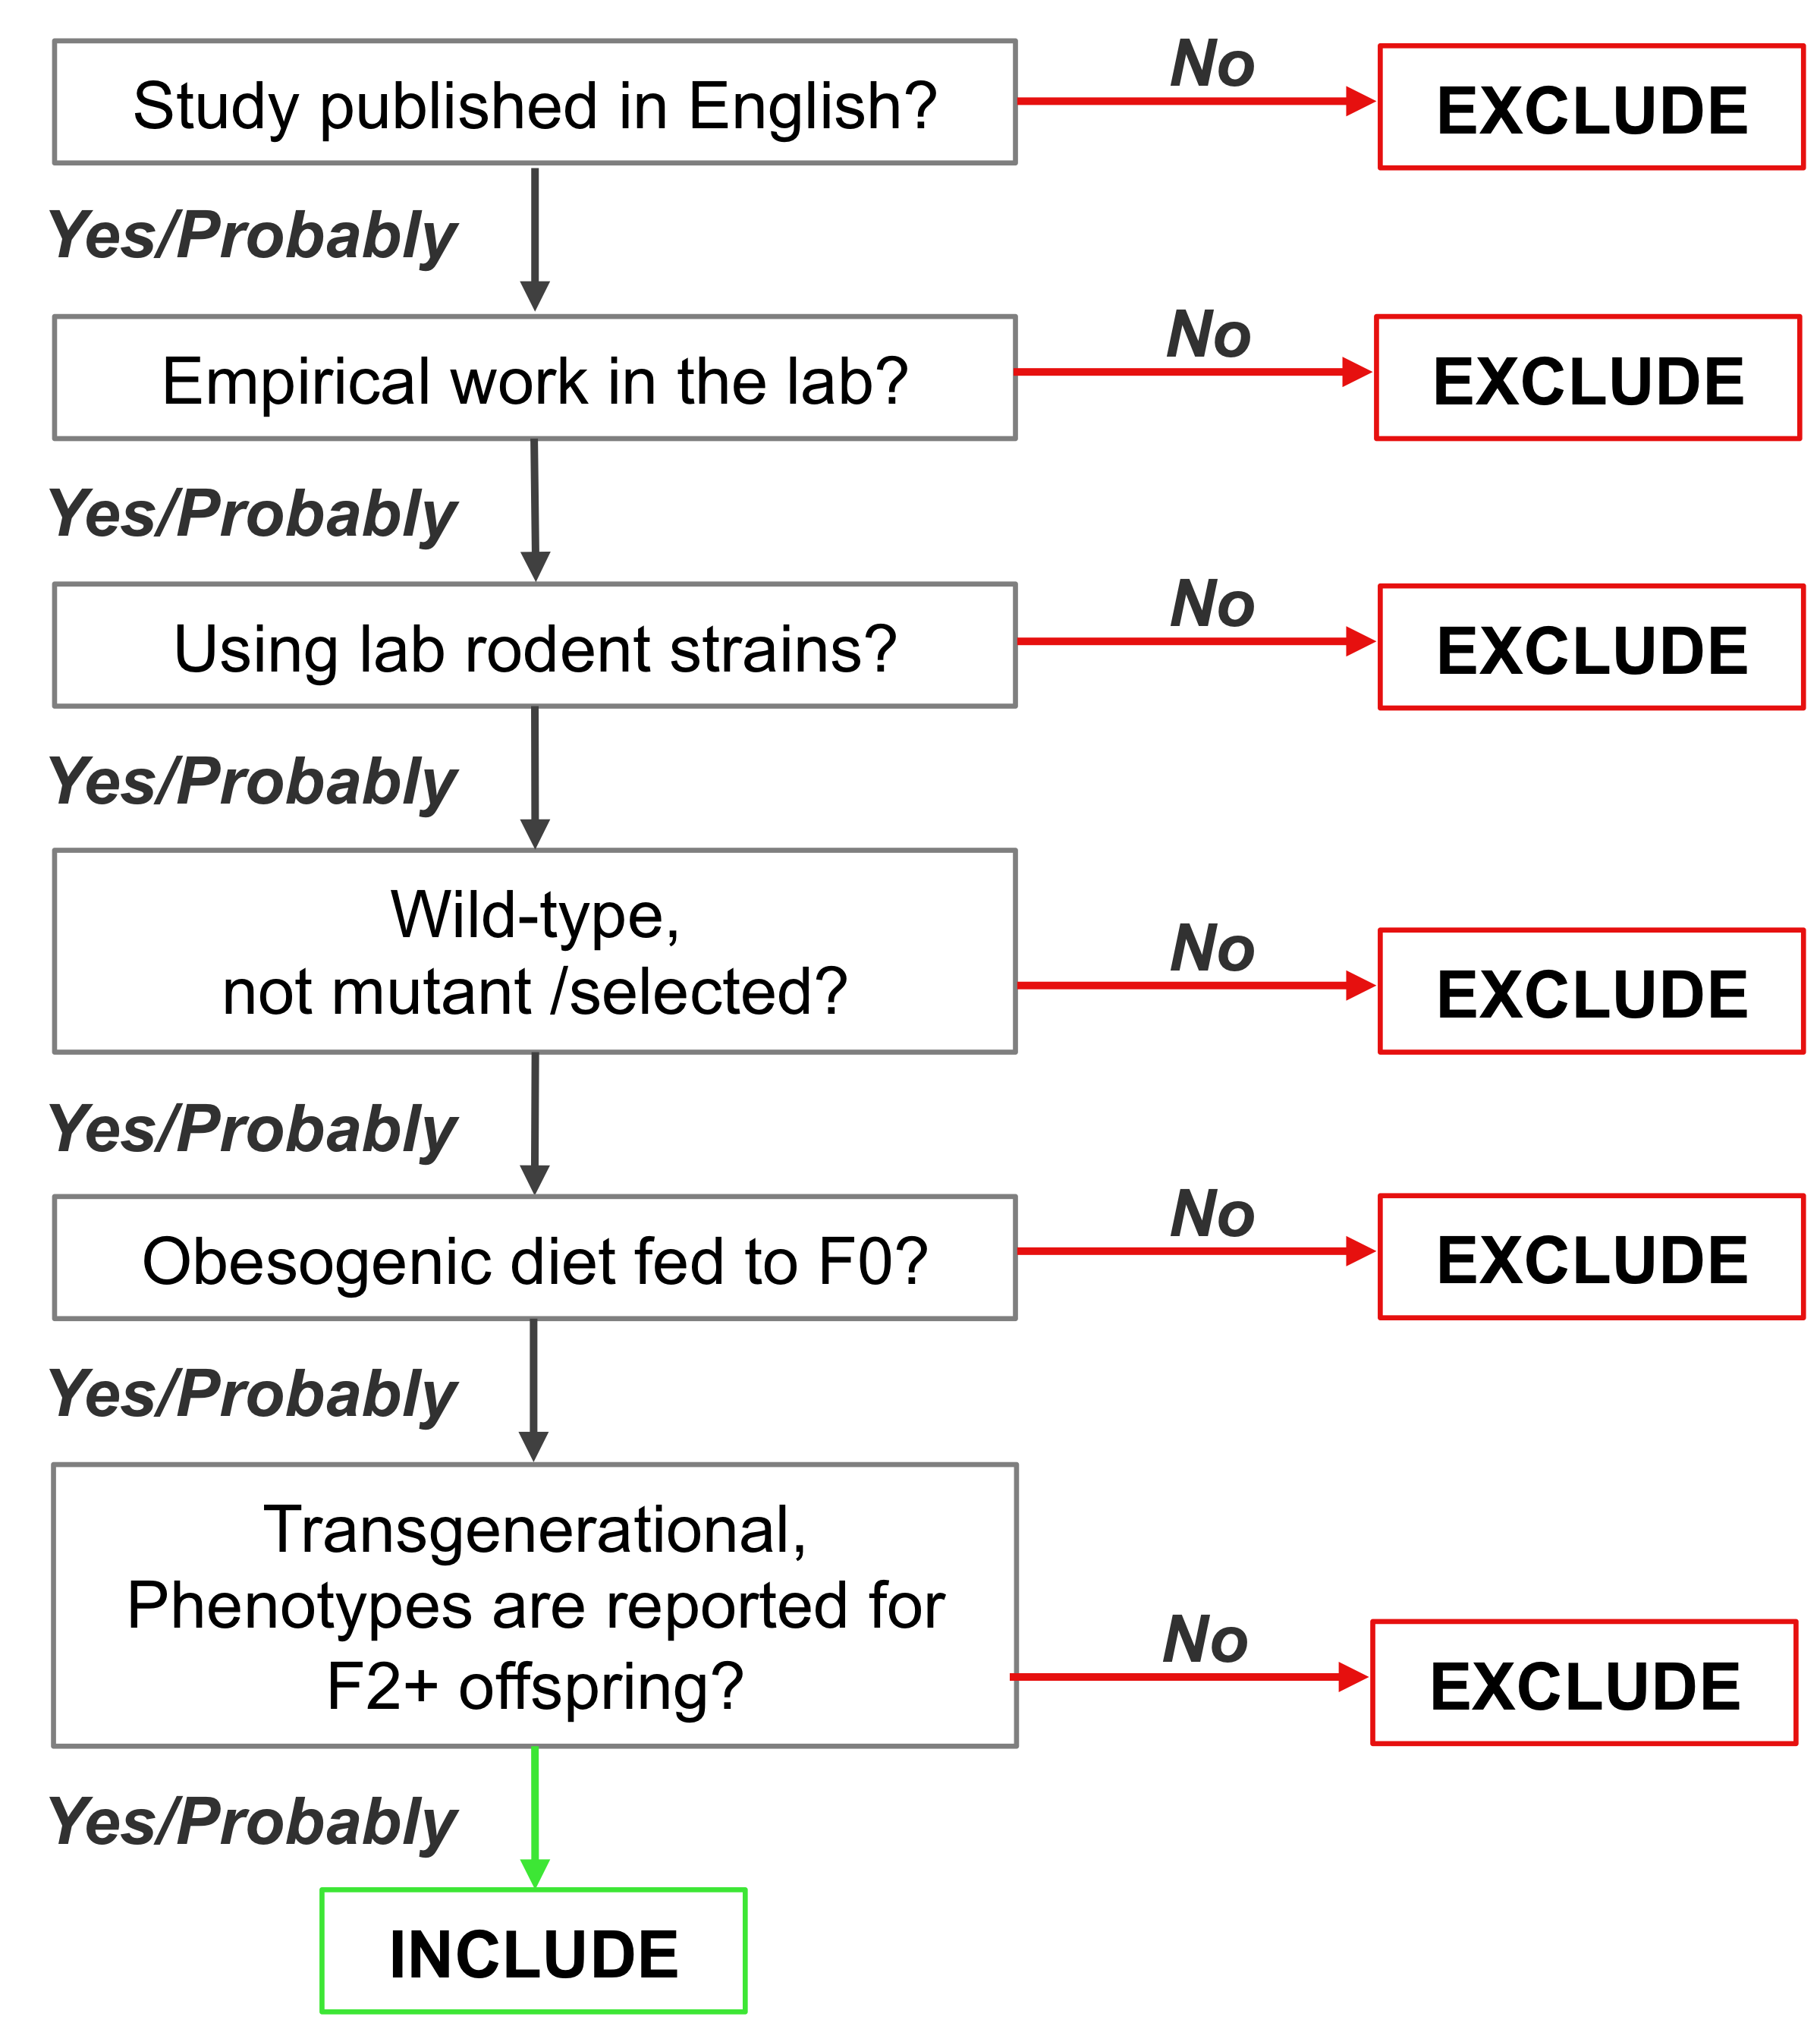 Study published in English?
No
EXCLUDE
Yes/Probably
Empirical work in the lab?
No
EXCLUDE
Yes/Probably
Using lab rodent strains?
No
EXCLUDE
Yes/Probably
Wild-type,
not mutant /selected?
No
EXCLUDE
Yes/Probably
Obesogenic diet fed to F0?
No
EXCLUDE
Yes/Probably
Transgenerational,
Phenotypes are reported for
F2+ offspring?
No
EXCLUDE
Yes/Probably
INCLUDE